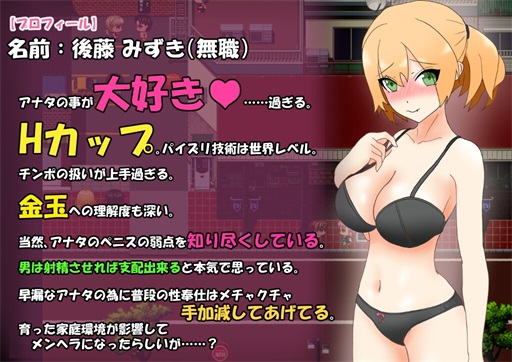 【プロフィール】
名前：後藤 みずき（無職）
アナタの事が大好き♥……過ぎる。
Hカップ。パイズリ技術は世界レベル。
チンポの扱いが上手過ぎる。
金玉への理解度も深い。
当然、アナタのペニスの弱点を知り尽くしている。
男は射精させれば支配出来ると本気で思っている。
早漏なアナタの為に普段の性奉仕はメチャクチャ
手加減してあげてる。
育った家庭環境が影響して
メンヘラになったらしいが……？